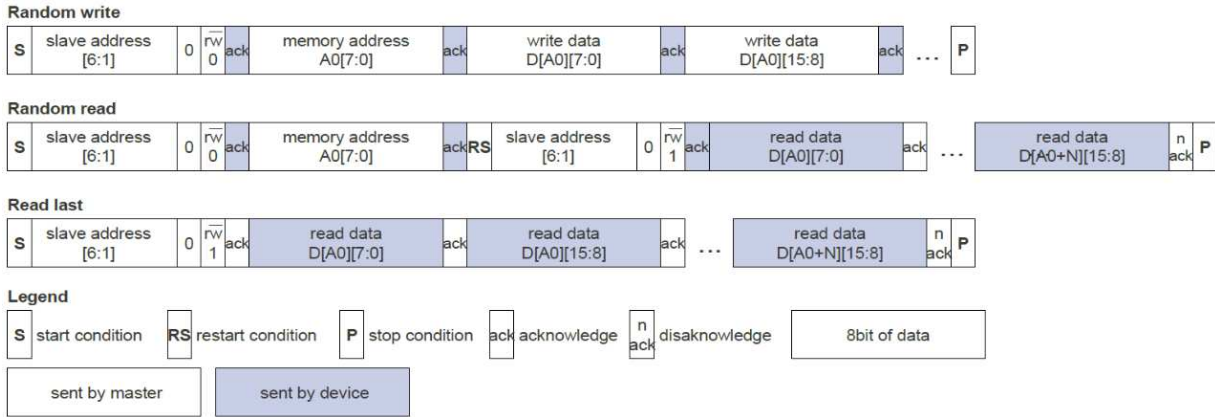 Random write
S slave address [6:1] 0 rw 0 ack memory address A0[7:0] ack write data D[A0][7:0] ack write data D[A0][15:8] ack ... P
Random read
S slave address [6:1] 0 rw 0 ack memory address A0[7:0] ack RS slave address [6:1] 0 rw 1 ack read data D[A0][7:0] ack ... read data D[A0+N][15:8] n ack P
Read last
S slave address [6:1] 0 rw 1 ack read data D[A0][7:0] ack read data D[A0][15:8] ack ... read data D[A0+N][15:8] n ack P
Legend
S start condition RS restart condition P stop condition ack acknowledge n ack disaknowledge 8bit of data
sent by master sent by device